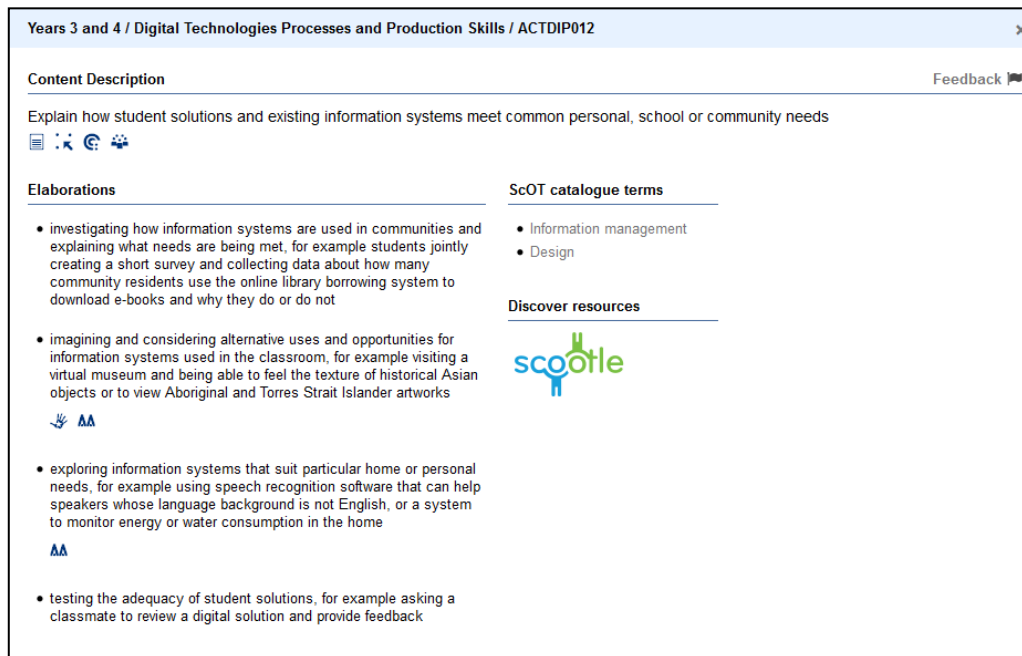 Years 3 and 4 / Digital Technologies Processes and Production Skills / ACTDIP012
Content Description
Feedback
Explain how student solutions and existing information systems meet common personal, school or community needs
Elaborations
• investigating how information systems are used in communities and
explaining what needs are being met, for example students jointly
creating a short survey and collecting data about how many
community residents use the online library borrowing system to
download e-books and why they do or do not
• imagining and considering alternative uses and opportunities for
information systems used in the classroom, for example visiting a
virtual museum and being able to feel the texture of historical Asian
objects or to view Aboriginal and Torres Strait Islander artworks
• exploring information systems that suit particular home or personal
needs, for example using speech recognition software that can help
speakers whose language background is not English, or a system
to monitor energy or water consumption in the home
• testing the adequacy of student solutions, for example asking a
classmate to review a digital solution and provide feedback
ScOT catalogue terms
• Information management
• Design
Discover resources
scootle